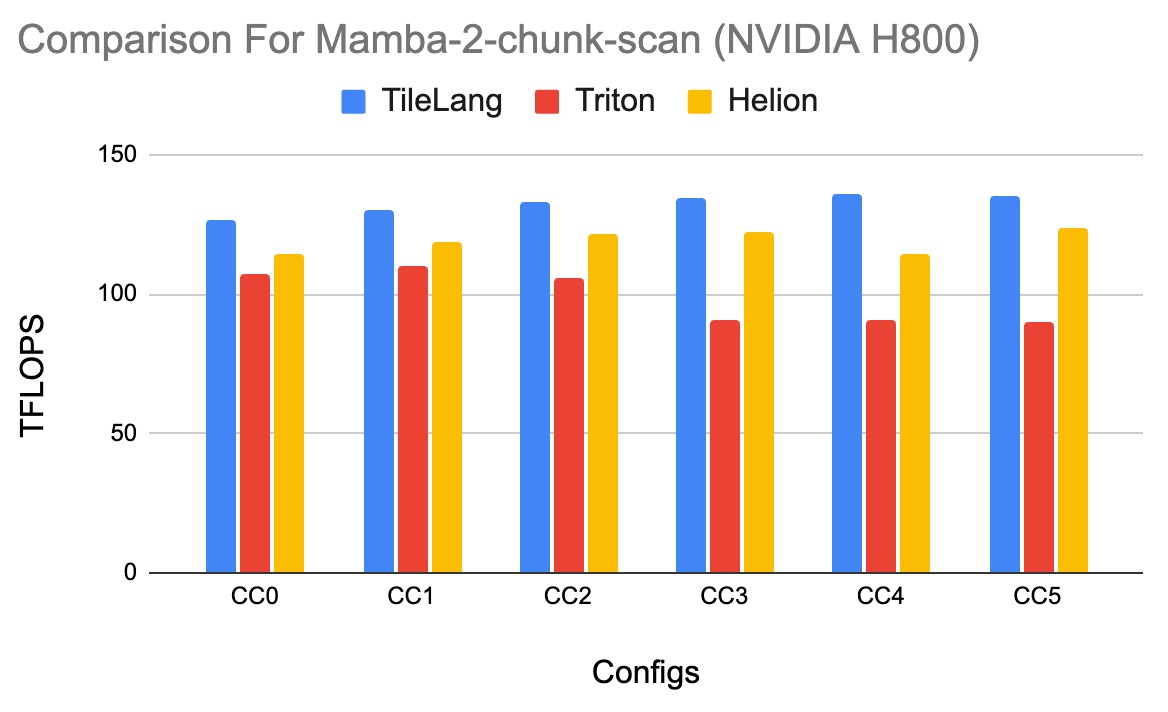 Comparison For Mamba-2-chunk-scan (NVIDIA H800)
TileLang Triton Helion
150
100
50
0
TFLOPS
CC0 CC1 CC2 CC3 CC4 CC5
Configs